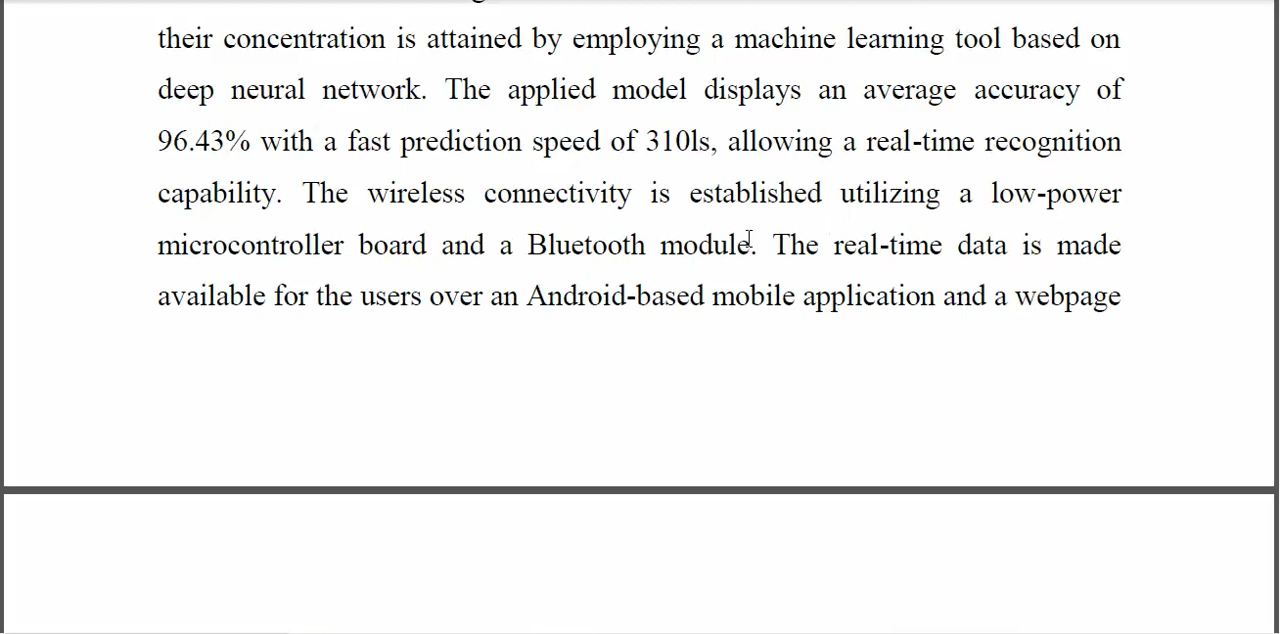 their concentration is attained by employing a machine learning tool based on
deep neural network. The applied model displays an average accuracy of
96.43% with a fast prediction speed of 310ls, allowing a real-time recognition
capability. The wireless connectivity is established utilizing a low-power
microcontroller board and a Bluetooth module. The real-time data is made
available for the users over an Android-based mobile application and a webpage